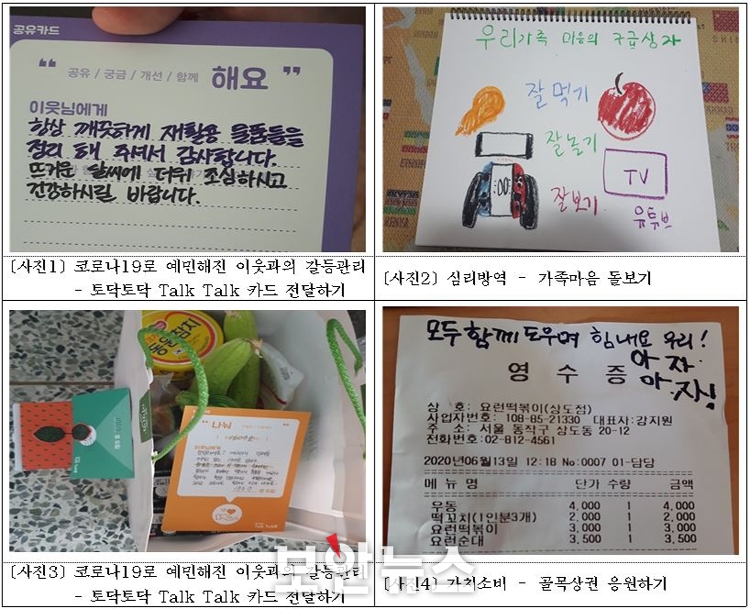 공유카드
“ 공유 / 궁금 / 개선 / 함께 해요 ”
이웃님에게
항상 깨끗하게 재활용 물품들을
정리 해 주셔서 감사합니다.
뜨거운 날씨에 더위 조심하시고
건강하시길 바랍니다.
[사진1] 코로나19로 예민해진 이웃과의 갈등관리
- 토닥토닥 Talk Talk 카드 전달하기
우리가족 마음의 구급상자
잘먹기
잘놀기
TV
잘보기
유튜브
[사진2] 심리방역 - 가족마음 돌보기
나눔
[사진3] 코로나19로 예민해진 이웃과의 갈등관리
- 토닥토닥 Talk Talk 카드 전달하기
모두 함께 도우며 힘내요 우리!
아자
아자!
영 수 증
상 호: 요런떡볶이(상도점)
사업자번호: 108-85-21330 대표자:강지원
주 소: 서울 동작구 상도동 20-12
전화번호:02-812-4561
2020년06월13일 12:18 No:0007 01-담당
메 뉴 명 단가 수량 금액
우동 4,000 1 4,000
떡꼬치(1인분3개) 2,000 1 2,000
요런떡볶이 3,000 1 3,000
요런순대 3,500 1 3,500
[사진4] 가치소비 - 골목상권 응원하기
보안뉴스